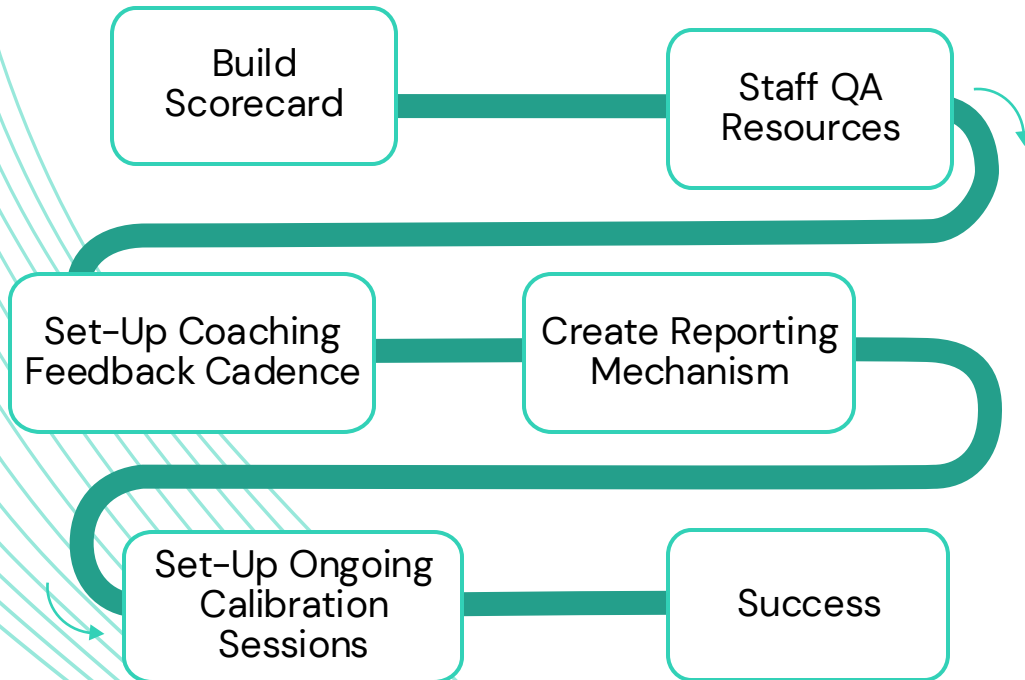 Build
Scorecard
Staff QA
Resources
Set-Up Coaching
Feedback Cadence
Create Reporting
Mechanism
Set-Up Ongoing
Calibration
Sessions
Success